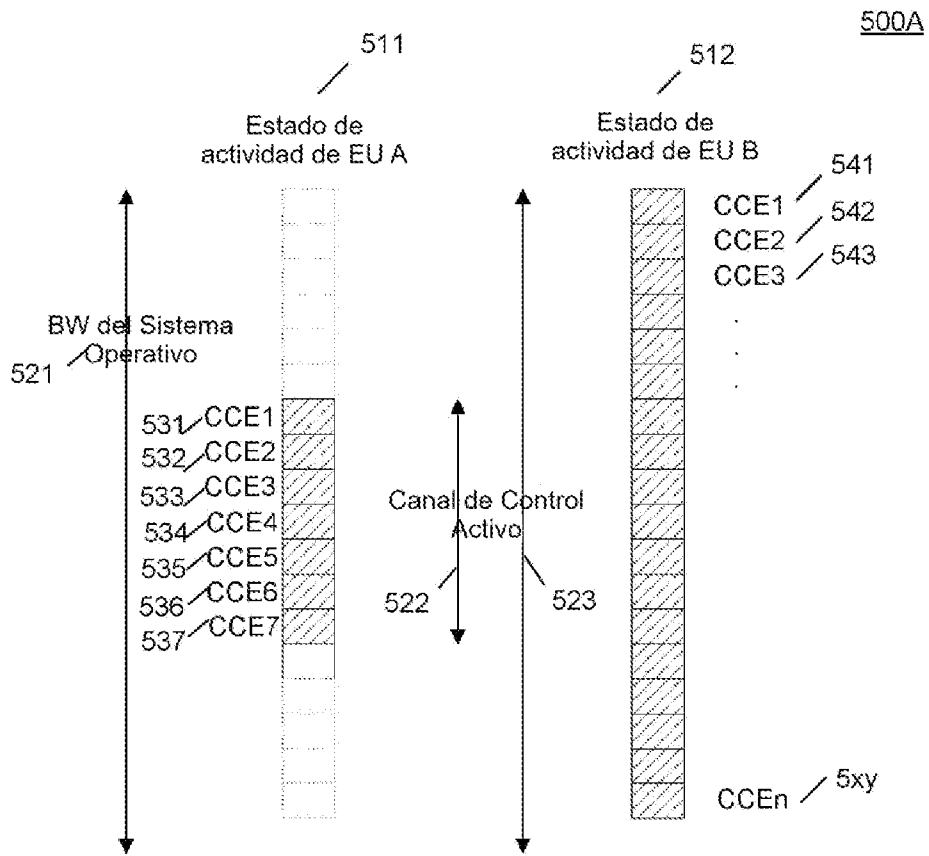 500A
511
512
Estado de
actividad de EU A
Estado de
actividad de EU B
541
CCE1
542
CCE2
543
CCE3
BW del Sistema
Operativo
521
531
CCE1
532
CCE2
533
CCE3
534
CCE4
535
CCE5
536
CCE6
537
CCE7
Canal de Control
Activo
522
523
5xy
CCEn